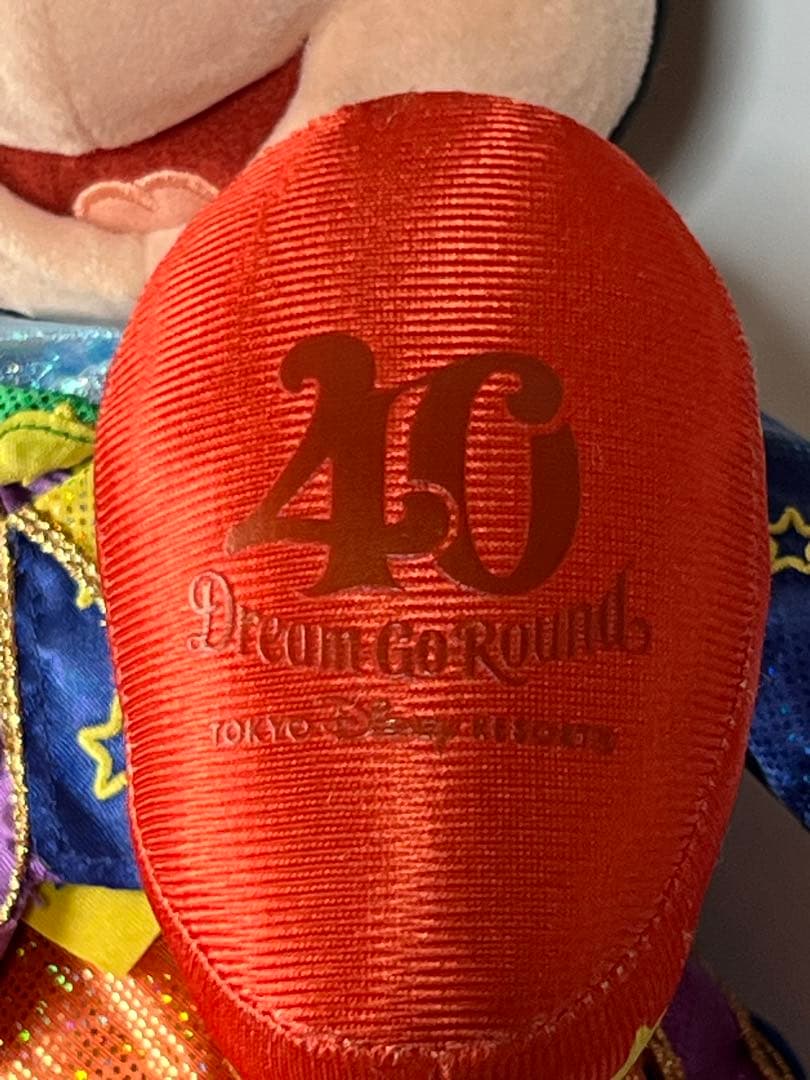 40
Dream Go Round
TOKYO Disney RESORT